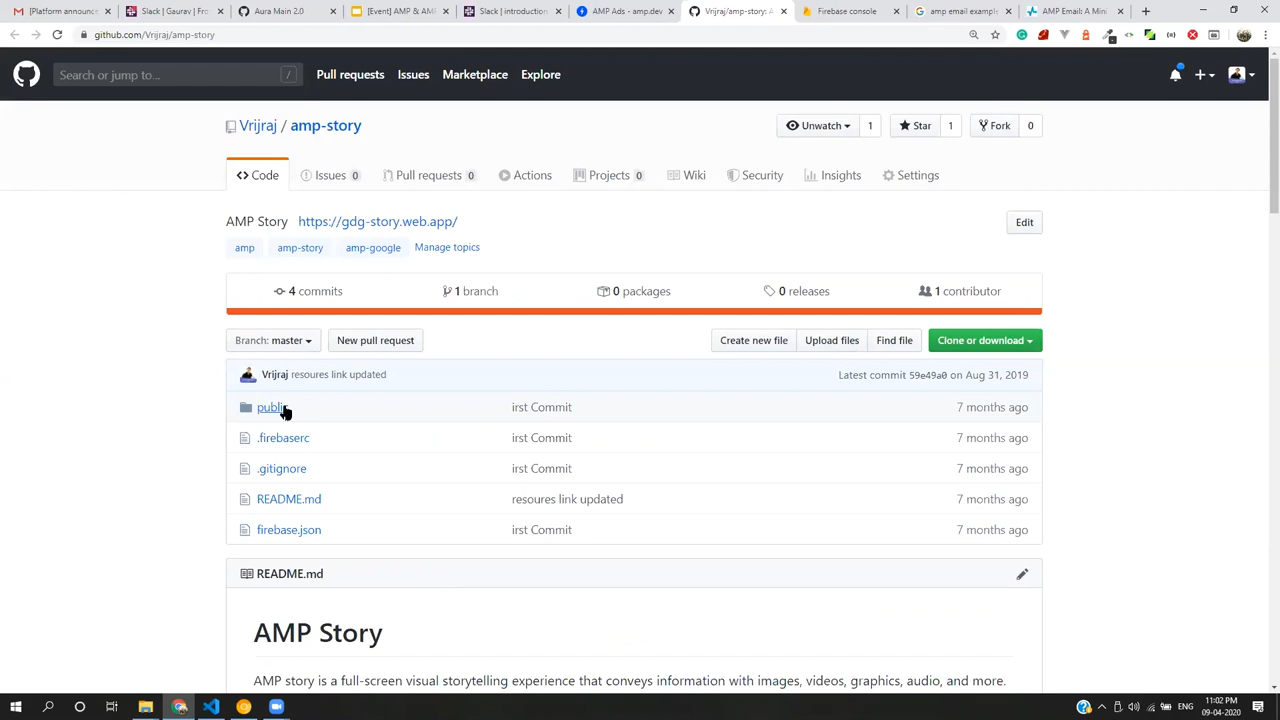 [Platform announc
Slack | Gaurav | Fro
Aura Main 2.0
[Event] AMP & AM
Slack | introduction
AMP Ads - amp.dev
Vrijraj/amp-story: A
Firebase console
amp email example
AMP Email: A Mini
github.com/Vrijraj/amp-story
Search or jump to... /
Pull requests Issues Marketplace Explore
Vrijraj / amp-story
Unwatch 1 Star 1 Fork 0
Code Issues 0 Pull requests 0 Actions Projects 0 Wiki Security Insights Settings
AMP Story https://gdg-story.web.app/ Edit
amp amp-story amp-google Manage topics
4 commits 1 branch 0 packages 0 releases 1 contributor
Branch: master New pull request Create new file Upload files Find file Clone or download
Vrijraj resoures link updated Latest commit 59e49a0 on Aug 31, 2019
public irst Commit 7 months ago
.firebaserc irst Commit 7 months ago
.gitignore irst Commit 7 months ago
README.md resoures link updated 7 months ago
firebase.json irst Commit 7 months ago
README.md
AMP Story
AMP story is a full-screen visual storytelling experience that conveys information with images, videos, graphics, audio, and more.
ENG
11:02 PM
09-04-2020